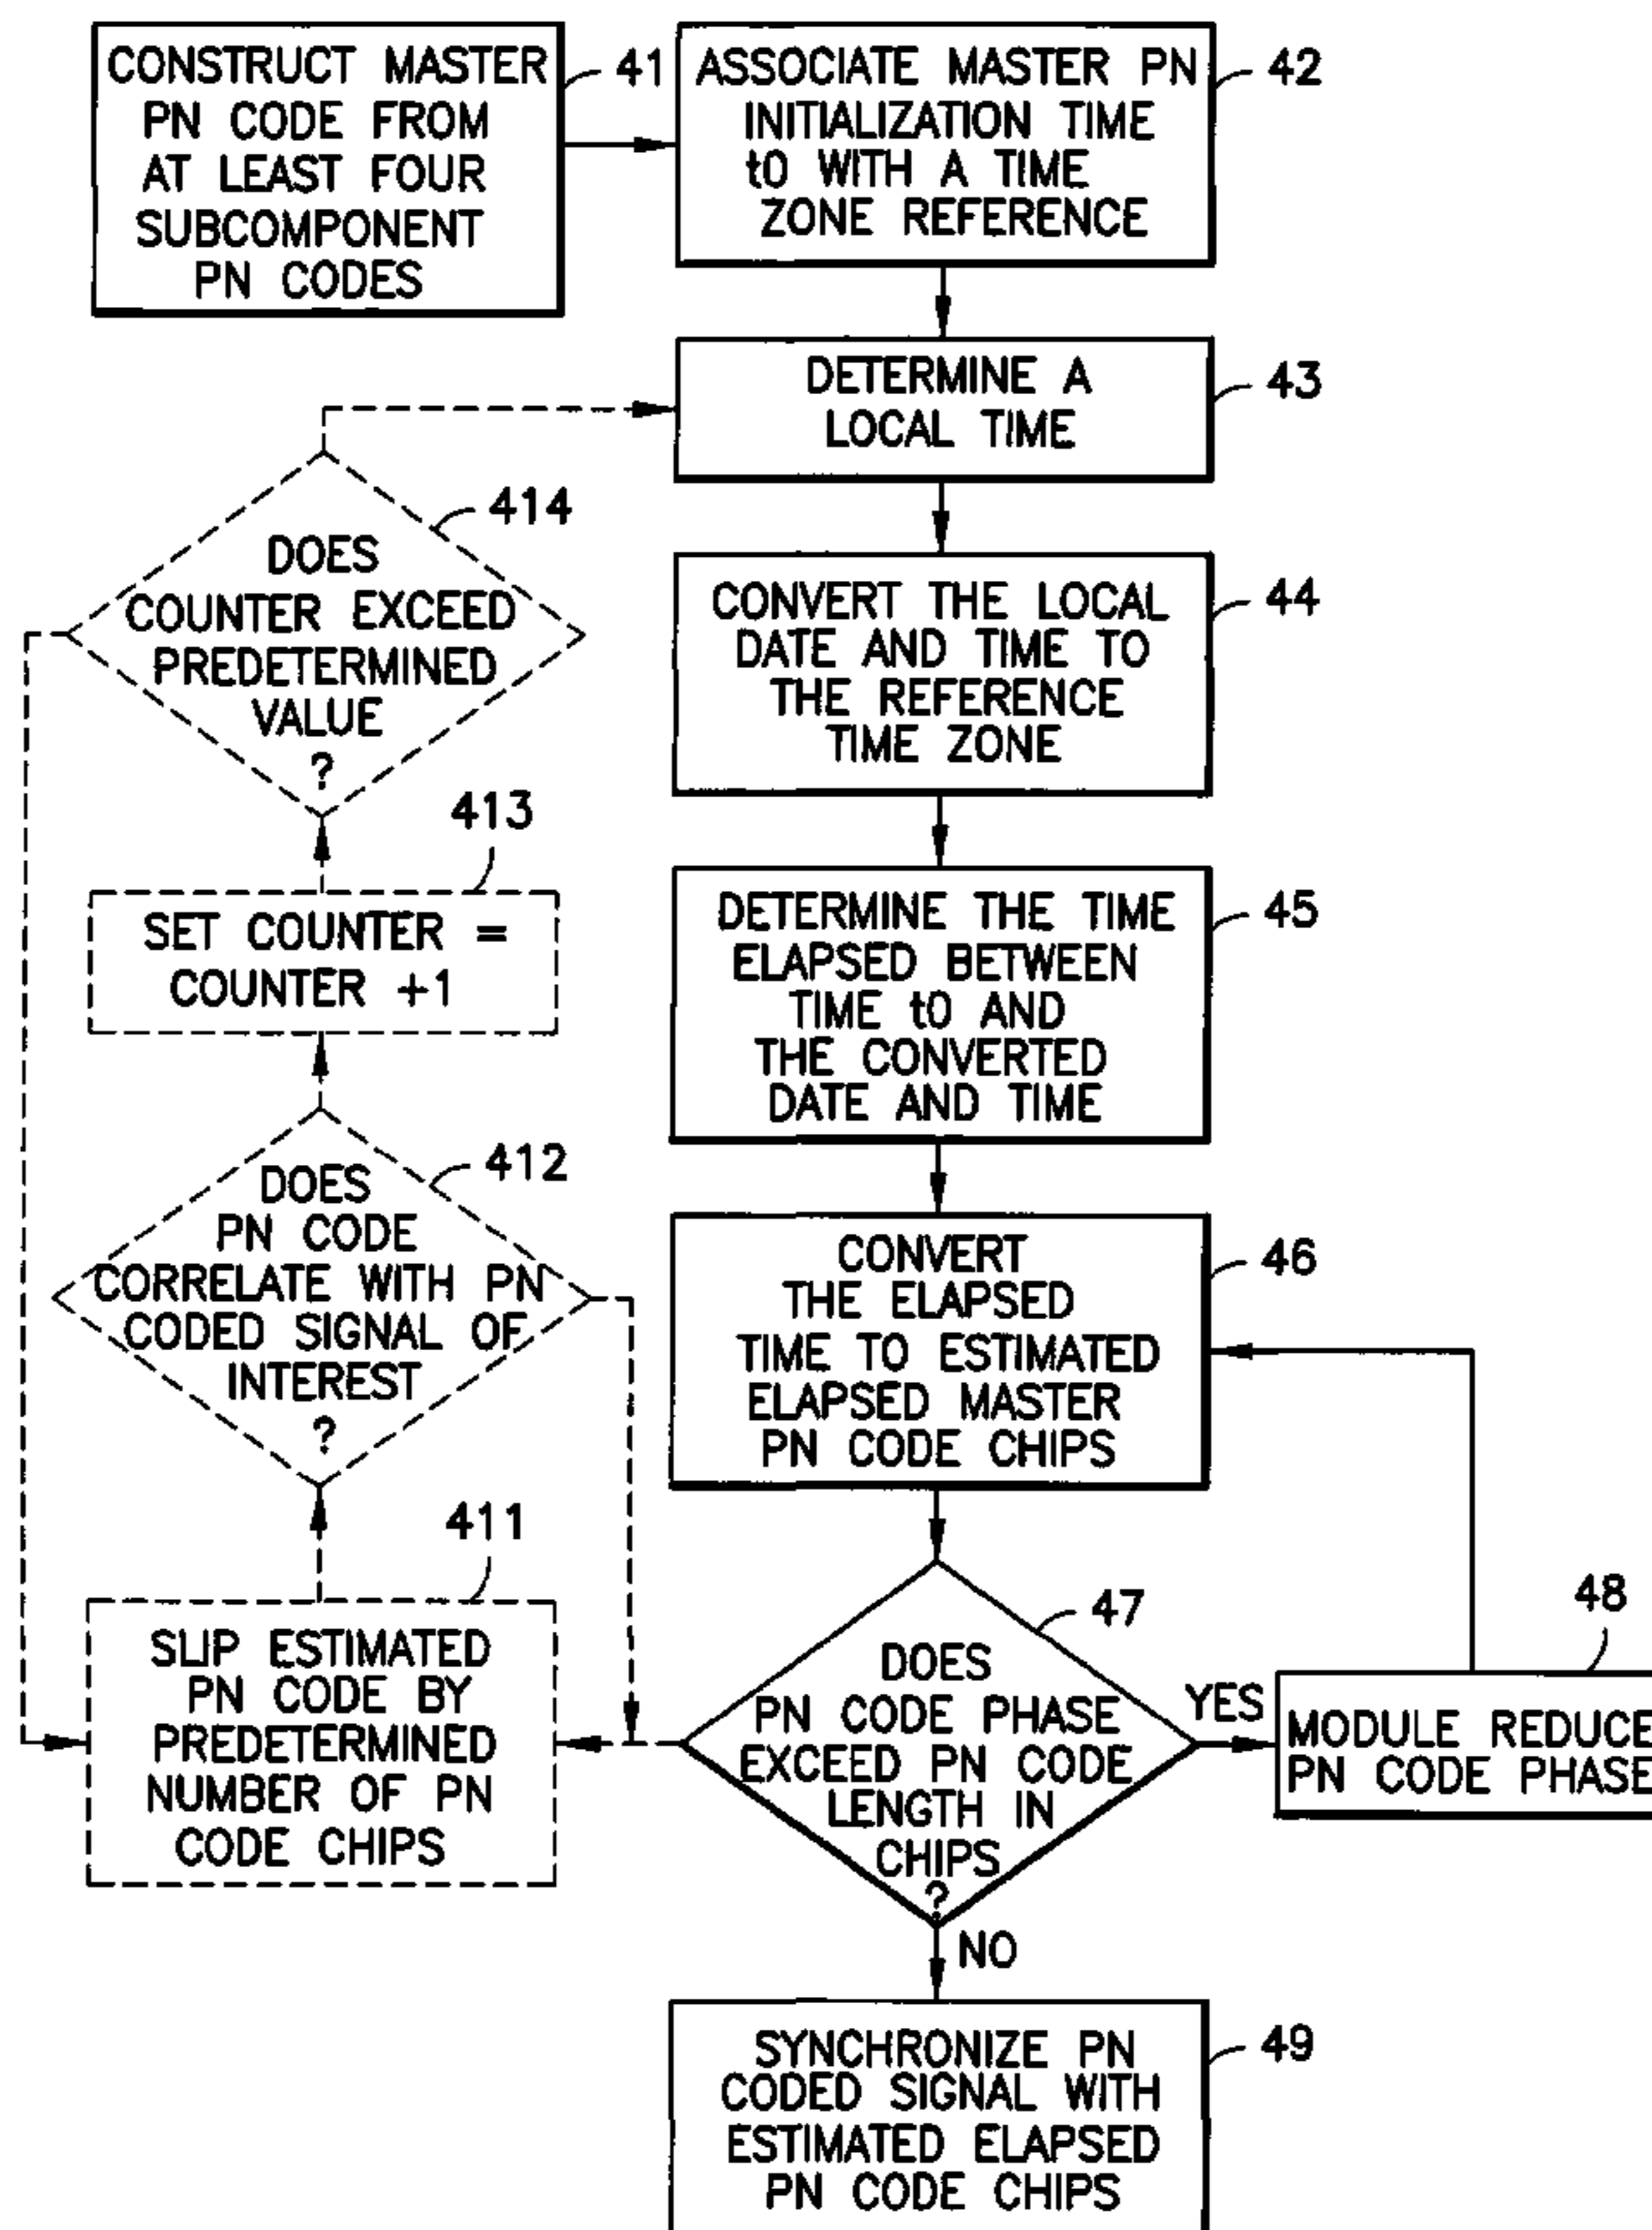 CONSTRUCT MASTER
PN CODE FROM
AT LEAST FOUR
SUBCOMPONENT
PN CODES
41
ASSOCIATE MASTER PN
INITIALIZATION TIME
t0 WITH A TIME
ZONE REFERENCE
42
DETERMINE A
LOCAL TIME
43
CONVERT THE LOCAL
DATE AND TIME TO
THE REFERENCE
TIME ZONE
44
DETERMINE THE TIME
ELAPSED BETWEEN
TIME t0 AND
THE CONVERTED
DATE AND TIME
45
CONVERT
THE ELAPSED
TIME TO ESTIMATED
ELAPSED MASTER
PN CODE CHIPS
46
DOES
PN CODE PHASE
EXCEED PN CODE
LENGTH IN
CHIPS
?
47
YES
MODULE REDUCE
PN CODE PHASE
48
NO
SYNCHRONIZE PN
CODED SIGNAL WITH
ESTIMATED ELAPSED
PN CODE CHIPS
49
SLIP ESTIMATED
PN CODE BY
PREDETERMINED
NUMBER OF PN
CODE CHIPS
411
DOES
PN CODE
CORRELATE WITH PN
CODED SIGNAL OF
INTEREST
?
412
SET COUNTER =
COUNTER +1
413
DOES
COUNTER EXCEED
PREDETERMINED
VALUE
?
414